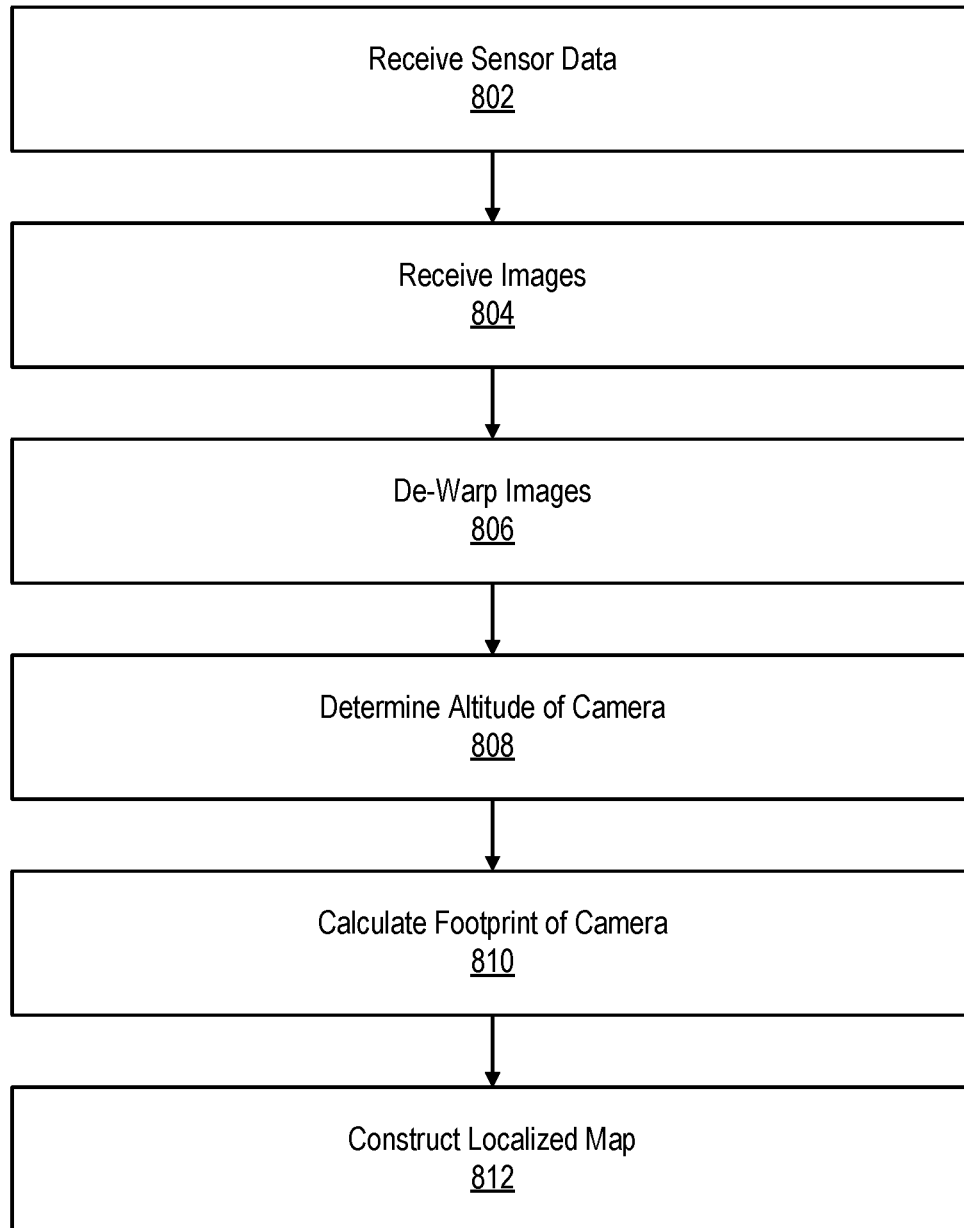 Receive Sensor Data
802
Receive Images
804
De-Warp Images
806
Determine Altitude of Camera
808
Calculate Footprint of Camera
810
Construct Localized Map
812